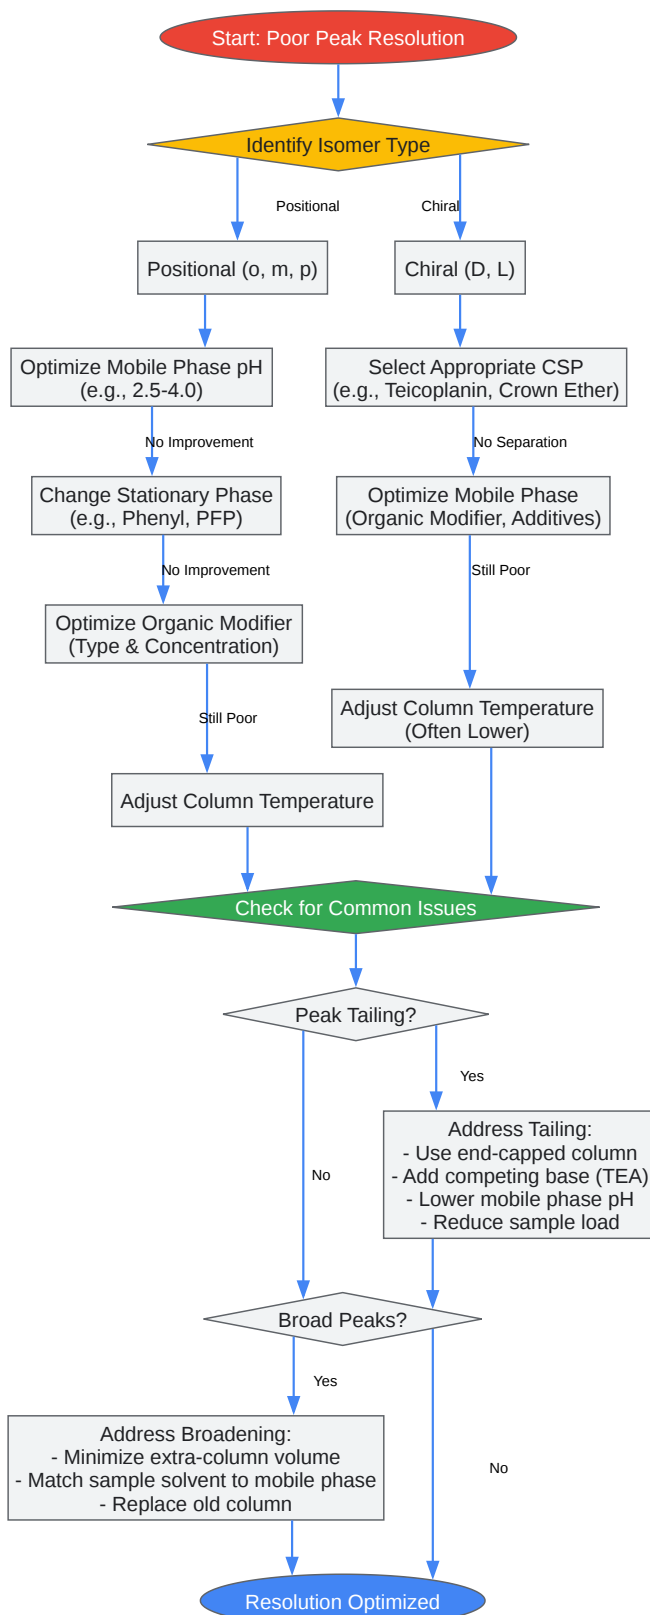 Start: Poor Peak Resolution
Identify Isomer Type
Positional
Chiral
Positional (o, m, p)
Chiral (D, L)
Optimize Mobile Phase pH
(e.g., 2.5-4.0)
Select Appropriate CSP
(e.g., Teicoplanin, Crown Ether)
No Improvement
No Separation
Change Stationary Phase
(e.g., Phenyl, PFP)
Optimize Mobile Phase
(Organic Modifier, Additives)
No Improvement
Still Poor
Optimize Organic Modifier
(Type & Concentration)
Adjust Column Temperature
(Often Lower)
Still Poor
Adjust Column Temperature
Check for Common Issues
Peak Tailing?
Yes
No
Address Tailing:
- Use end-capped column
- Add competing base (TEA)
- Lower mobile phase pH
- Reduce sample load
Broad Peaks?
Yes
No
Address Broadening:
- Minimize extra-column volume
- Match sample solvent to mobile phase
- Replace old column
Resolution Optimized